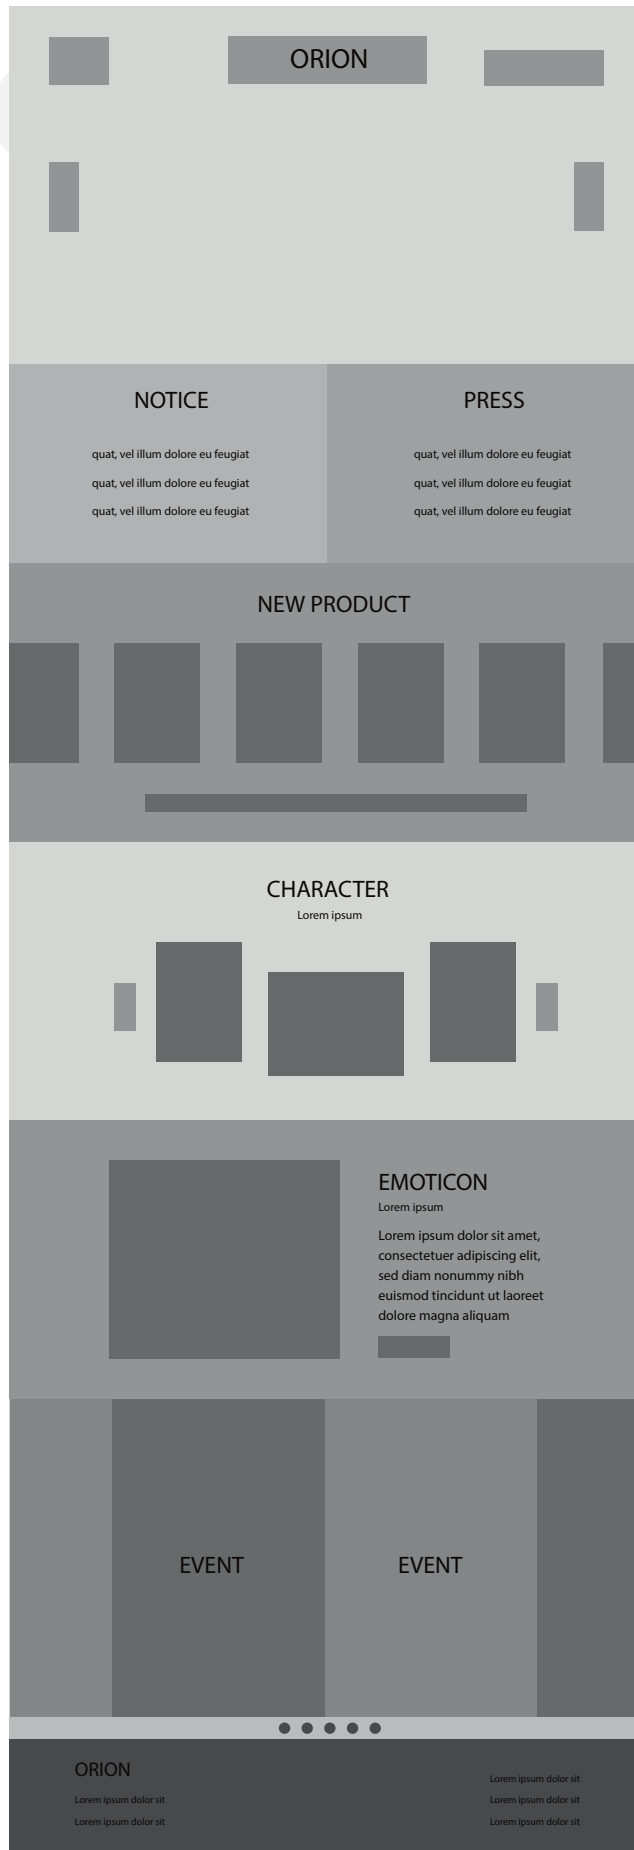 ORION
NOTICE
quat, vel illum dolore eu feugiat
quat, vel illum dolore eu feugiat
quat, vel illum dolore eu feugiat
PRESS
quat, vel illum dolore eu feugiat
quat, vel illum dolore eu feugiat
quat, vel illum dolore eu feugiat
NEW PRODUCT
CHARACTER
Lorem ipsum
EMOTICON
Lorem ipsum
Lorem ipsum dolor sit amet,
consectetuer adipiscing elit,
sed diam nonummy nibh
euismod tincidunt ut laoreet
dolore magna aliquam
EVENT
EVENT
ORION
Lorem ipsum dolor sit
Lorem ipsum dolor sit
Lorem ipsum dolor sit
Lorem ipsum dolor sit
Lorem ipsum dolor sit